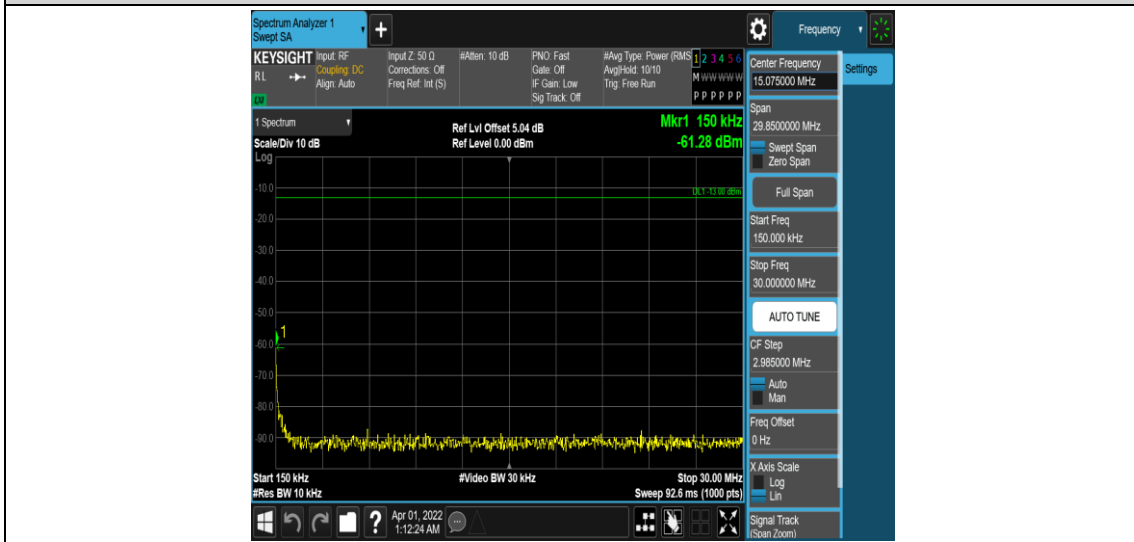 Spectrum Analyzer 1
Swept SA
+
Frequency
KEYSIGHT
RL
Input: RF
Coupling: DC
Align: Auto
Input Z: 50 Ω
Corrections: Off
Freq Ref: Int (S)
#Atten: 10 dB
PNO: Fast
Gate: Off
IF Gain: Low
Sig Track: Off
#Avg Type: Power (RMS
Avg|Hold: 10/10
Trig: Free Run
1 2 3 4 5 6
M W W W W W
P P P P P P
1 Spectrum
Scale/Div 10 dB
Ref Lvl Offset 5.04 dB
Ref Level 0.00 dBm
Mkr1 150 kHz
-61.28 dBm
Log
DL1 -13.00 dBm
-10.0
-20.0
-30.0
-40.0
-50.0
-60.0
-70.0
-80.0
-90.0
1
Start 150 kHz
#Video BW 30 kHz
Stop 30.00 MHz
#Res BW 10 kHz
Sweep 92.6 ms (1000 pts)
Center Frequency
15.075000 MHz
Settings
Span
29.8500000 MHz
Swept Span
Zero Span
Full Span
Start Freq
150.000 kHz
Stop Freq
30.000000 MHz
AUTO TUNE
CF Step
2.985000 MHz
Auto
Man
Freq Offset
0 Hz
X Axis Scale
Log
Lin
Signal Track
(Span Zoom)
?
Apr 01, 2022
1:12:24 AM